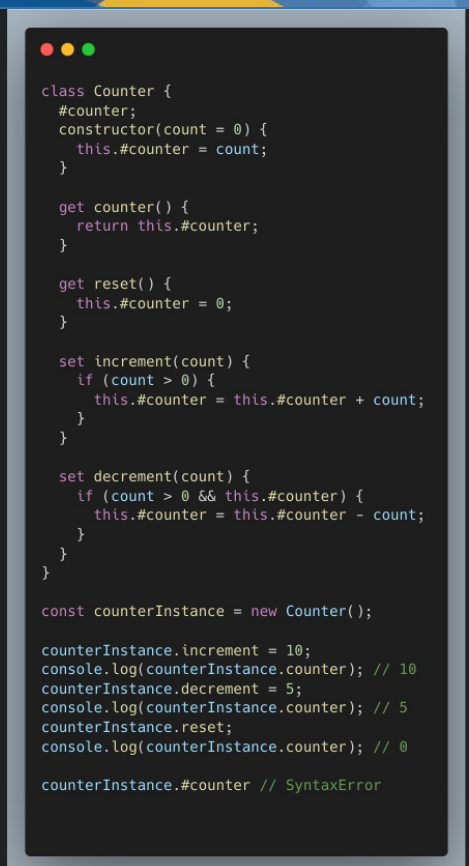 class Counter {
  #counter;
  constructor(count = 0) {
    this.#counter = count;
  }

  get counter() {
    return this.#counter;
  }

  get reset() {
    this.#counter = 0;
  }

  set increment(count) {
    if (count > 0) {
      this.#counter = this.#counter + count;
    }
  }

  set decrement(count) {
    if (count > 0 && this.#counter) {
      this.#counter = this.#counter - count;
    }
  }
}

const counterInstance = new Counter();

counterInstance.increment = 10;
console.log(counterInstance.counter); // 10
counterInstance.decrement = 5;
console.log(counterInstance.counter); // 5
counterInstance.reset;
console.log(counterInstance.counter); // 0

counterInstance.#counter // SyntaxError